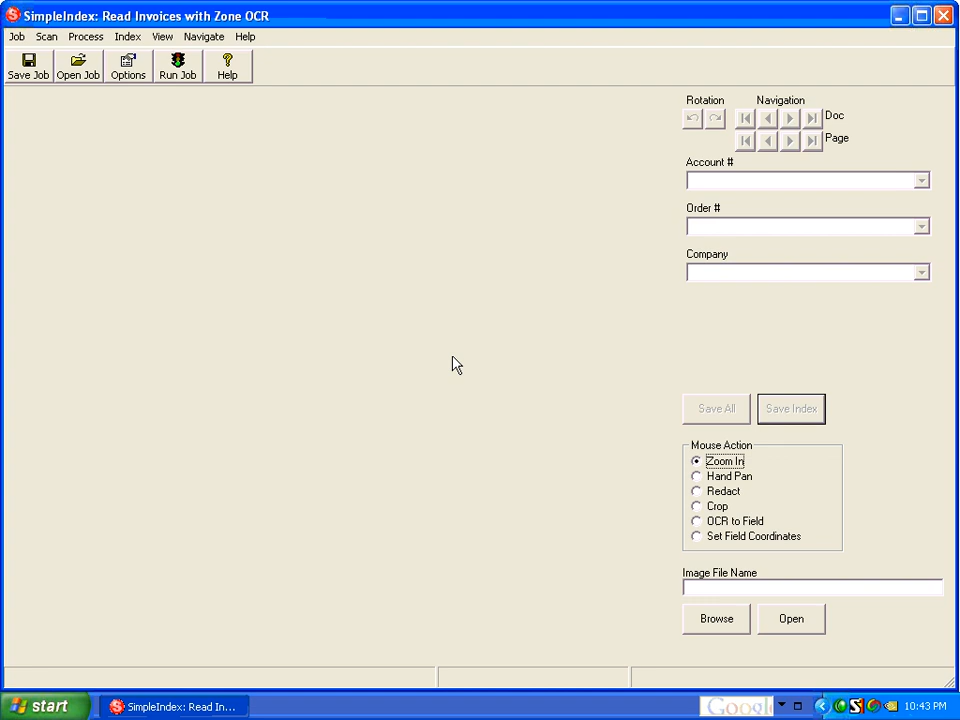 SimpleIndex: Read Invoices with Zone OCR
Job Scan Process Index View Navigate Help
Save Job Open Job Options Run Job Help
Rotation Navigation
Doc
Page
Account #
Order #
Company
Save All Save Index
Mouse Action
Zoom In
Hand Pan
Redact
Crop
OCR to Field
Set Field Coordinates
Image File Name
Browse Open
start SimpleIndex: Read In... Google 10:43 PM